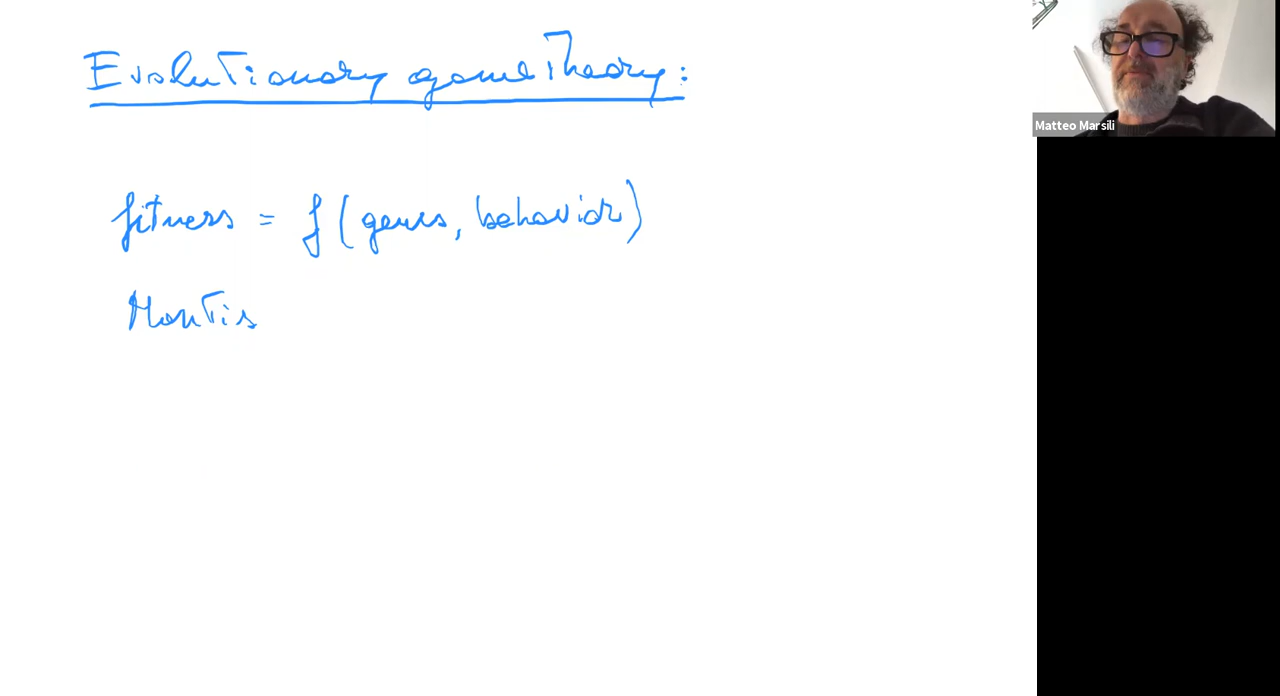 Evolutionary game Theory:
fitness = f (genes, behavior)
Mantis
Matteo Marsili